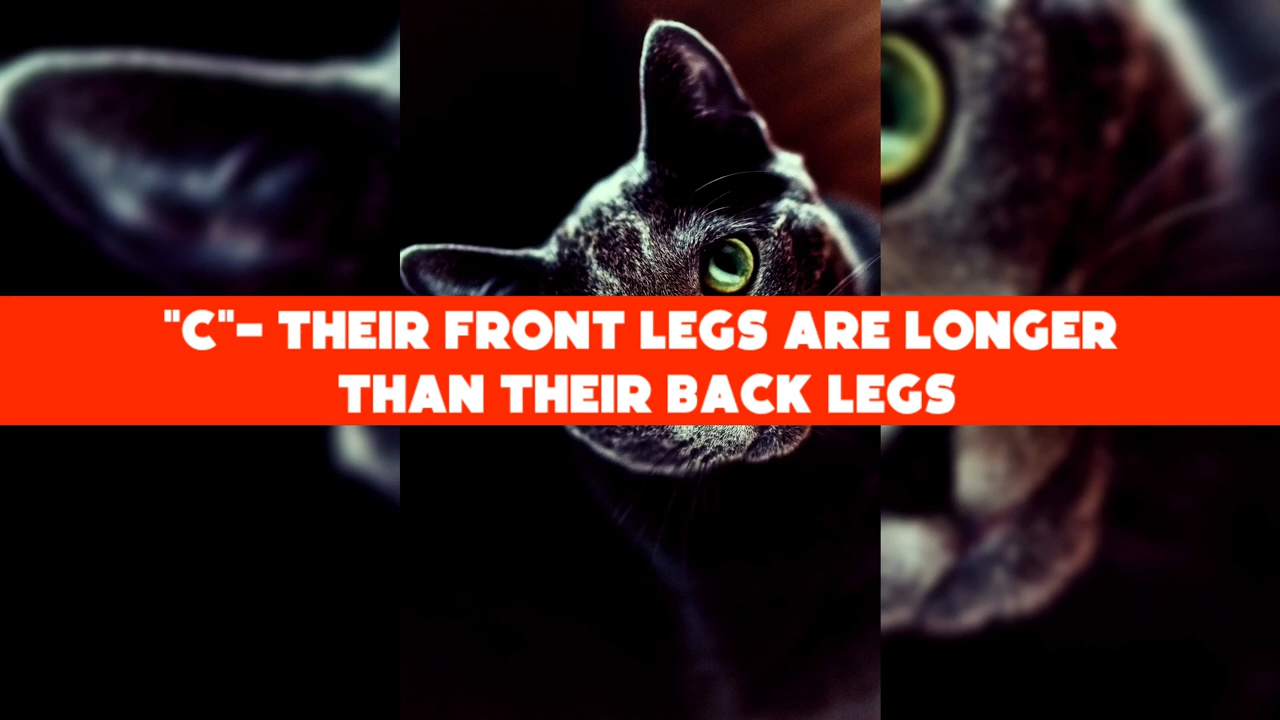 "C"- THEIR FRONT LEGS ARE LONGER
THAN THEIR BACK LEGS